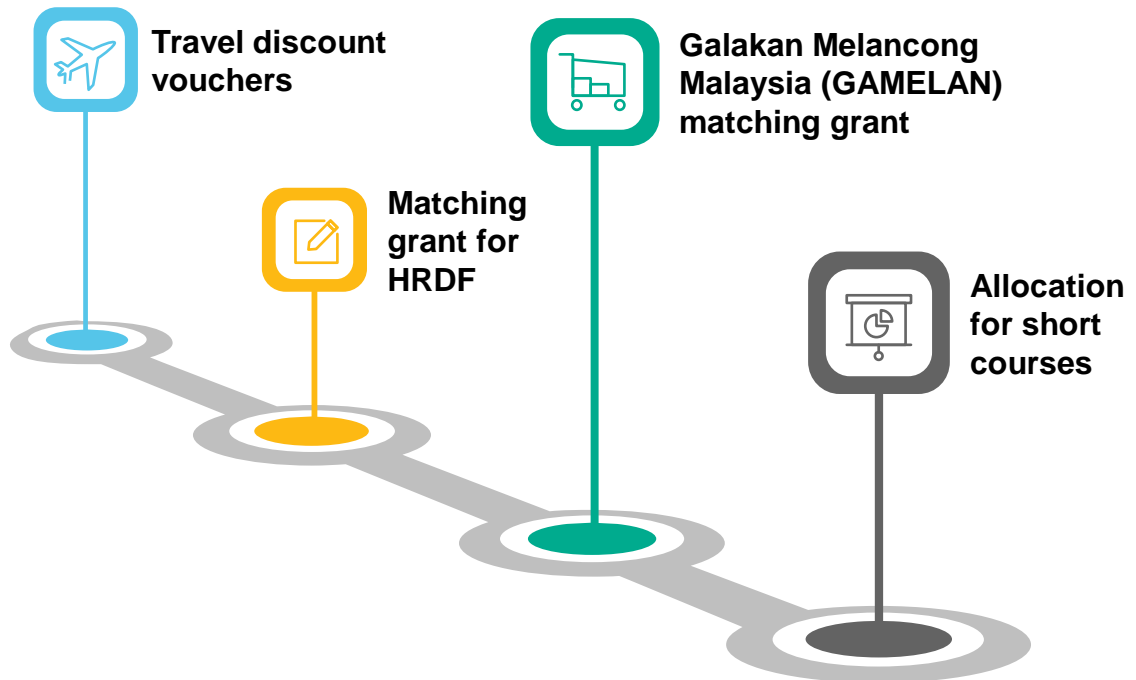 Travel discount
vouchers
Matching
grant for
HRDF
Galakan Melancong
Malaysia (GAMELAN)
matching grant
Allocation
for short
courses